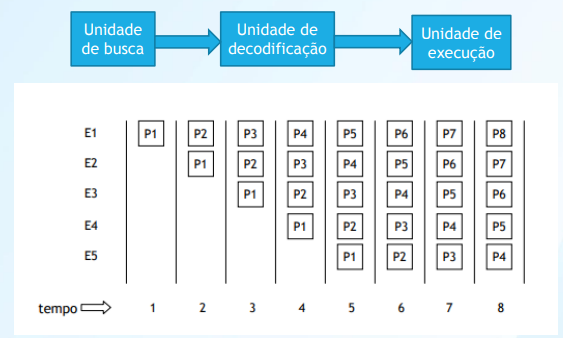 Unidade
de busca
Unidade de
decodificação
Unidade de
execução
E1 P1 P2 P3 P4 P5 P6 P7 P8
E2 P1 P2 P3 P4 P5 P6 P7
E3 P1 P2 P3 P4 P5 P6
E4 P1 P2 P3 P4 P5
E5 P1 P2 P3 P4
tempo 1 2 3 4 5 6 7 8